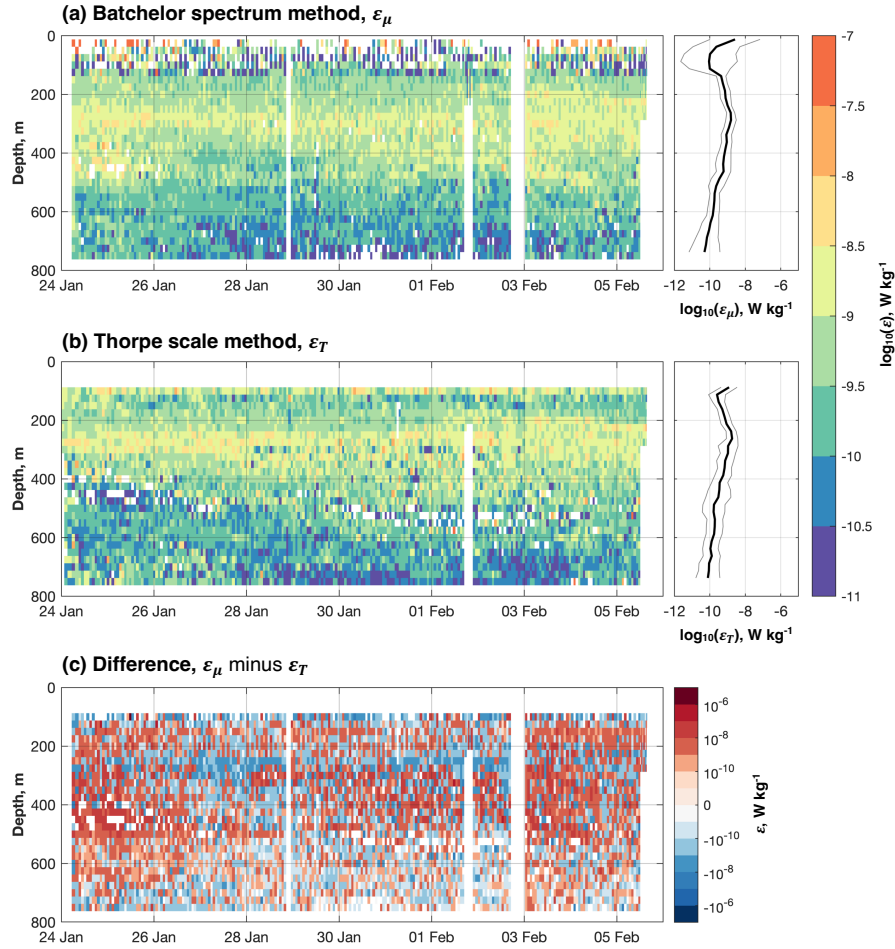 (a) Batchelor spectrum method, εμ
0
200
400
600
800
Depth, m
24 Jan 26 Jan 28 Jan 30 Jan 01 Feb 03 Feb 05 Feb
-12 -10 -8 -6
log₁₀(εμ), W kg⁻¹
-7
-7.5
-8
-8.5
-9
-9.5
-10
-10.5
-11
log₁₀(ε), W kg⁻¹
(b) Thorpe scale method, εT
0
200
400
600
800
Depth, m
24 Jan 26 Jan 28 Jan 30 Jan 01 Feb 03 Feb 05 Feb
-12 -10 -8 -6
log₁₀(εT), W kg⁻¹
(c) Difference, εμ minus εT
0
200
400
600
800
Depth, m
24 Jan 26 Jan 28 Jan 30 Jan 01 Feb 03 Feb 05 Feb
10⁻⁶
10⁻⁸
10⁻¹⁰
0
-10⁻¹⁰
-10⁻⁸
-10⁻⁶
ε, W kg⁻¹